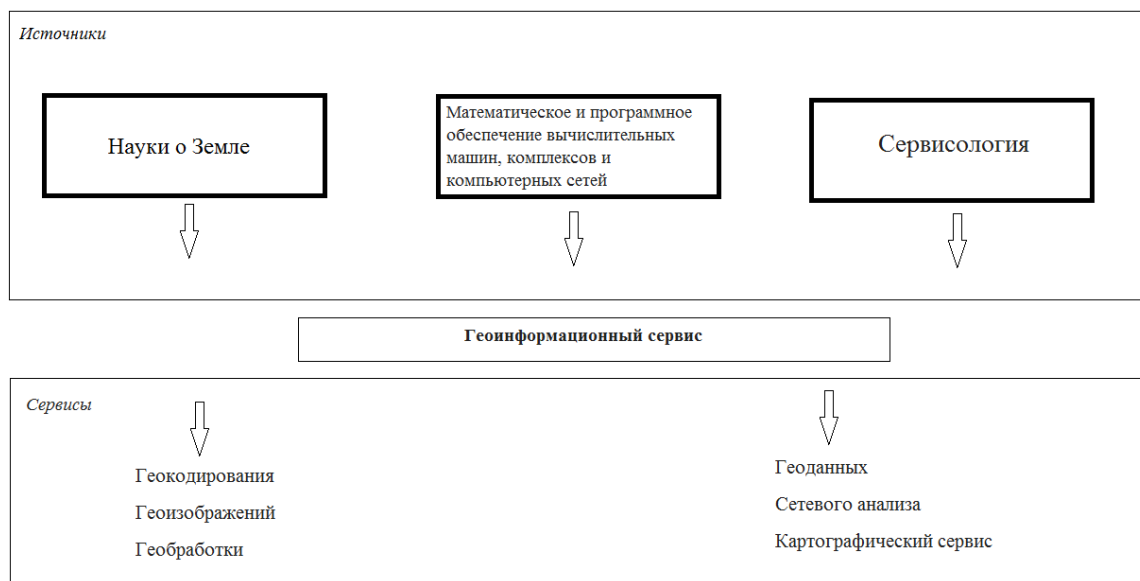 Источники
Науки о Земле
Математическое и программное
обеспечение вычислительных
машин, комплексов и
компьютерных сетей
Сервисология
Геоинформационный сервис
Сервисы
Геокодирования
Геоизображений
Геобработки
Геоданных
Сетевого анализа
Картографический сервис